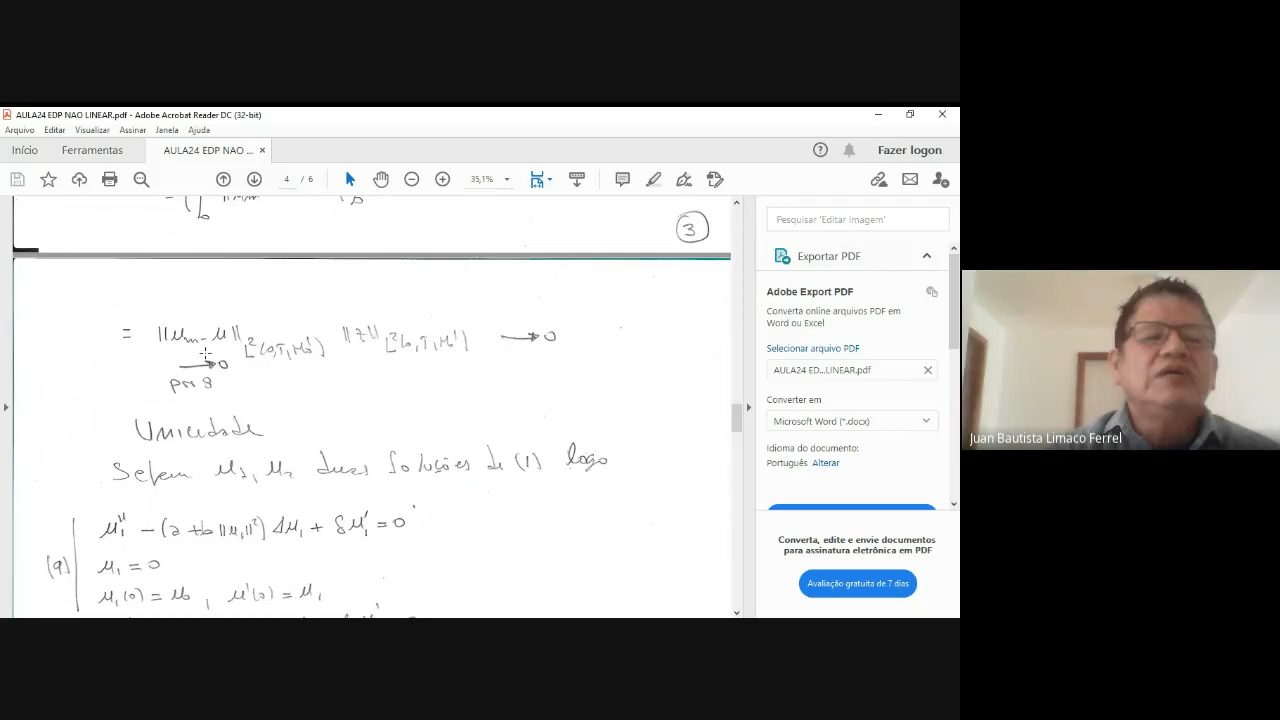 AULA24 EDP NAO LINEAR.pdf - Adobe Acrobat Reader DC (32-bit)
Arquivo Editar Visualizar Assinar Janela Ajuda
Início Ferramentas AULA24 EDP NAO ... × Fazer logon
4 / 6 35,1%
3
Pesquisar 'Editar imagem'
Exportar PDF
Adobe Export PDF
Converta online arquivos PDF em
Word ou Excel
Selecionar arquivo PDF
AULA24 ED...LINEAR.pdf
Converter em
Microsoft Word (*.docx)
Idioma do documento:
Português Alterar
Converta, edite e envie documentos
para assinatura eletrônica em PDF
Avaliação gratuita de 7 dias
= ||um - u|| L²(0,T,H₀¹) ||z|| L²(0,T,H₀¹) → 0
→ 0
por 8
Unicidade
Sejam u1, u2 duas soluções de (1) logo
u1'' - (a + b||u1||²) Δu1 + δu1' = 0
(9) u1 = 0
u1(0) = u0, u'(0) = u1
Juan Bautista Limaco Ferrel